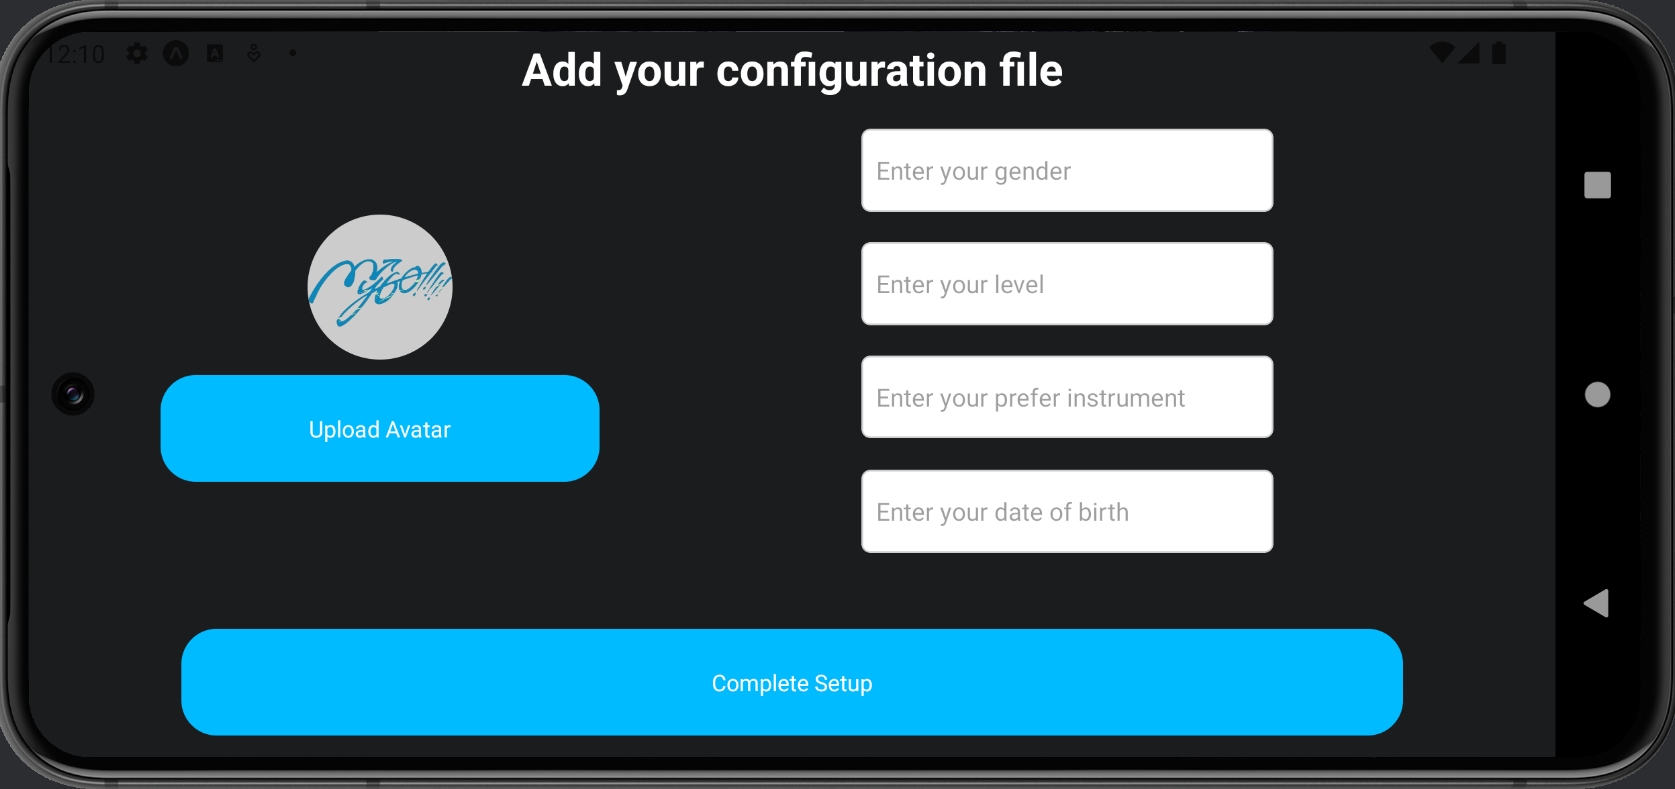 12:10
Add your configuration file
MyGO!!!!!
Upload Avatar
Enter your gender
Enter your level
Enter your prefer instrument
Enter your date of birth
Complete Setup